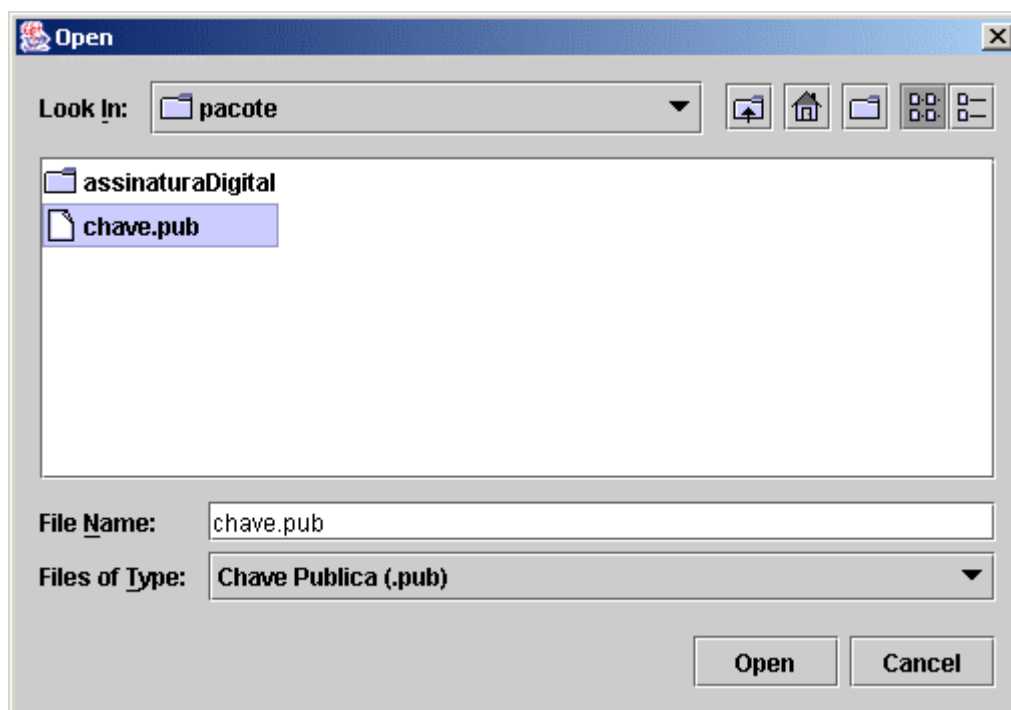 Open
Look In: pacote
assinaturaDigital
chave.pub
File Name: chave.pub
Files of Type: Chave Publica (.pub)
Open Cancel